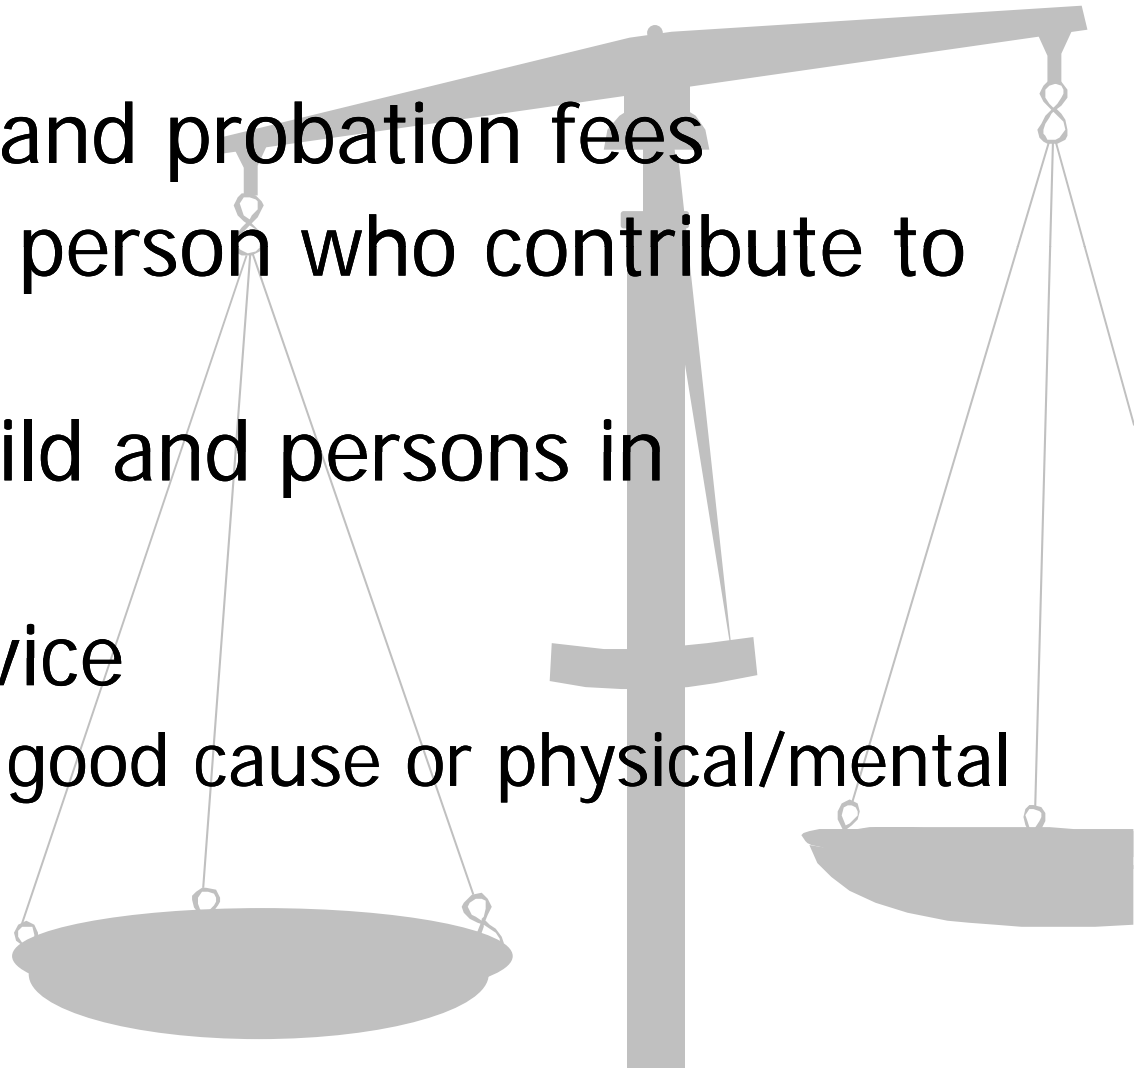 and probation fees
person who contribute to
ild and persons in
vice
good cause or physical/mental